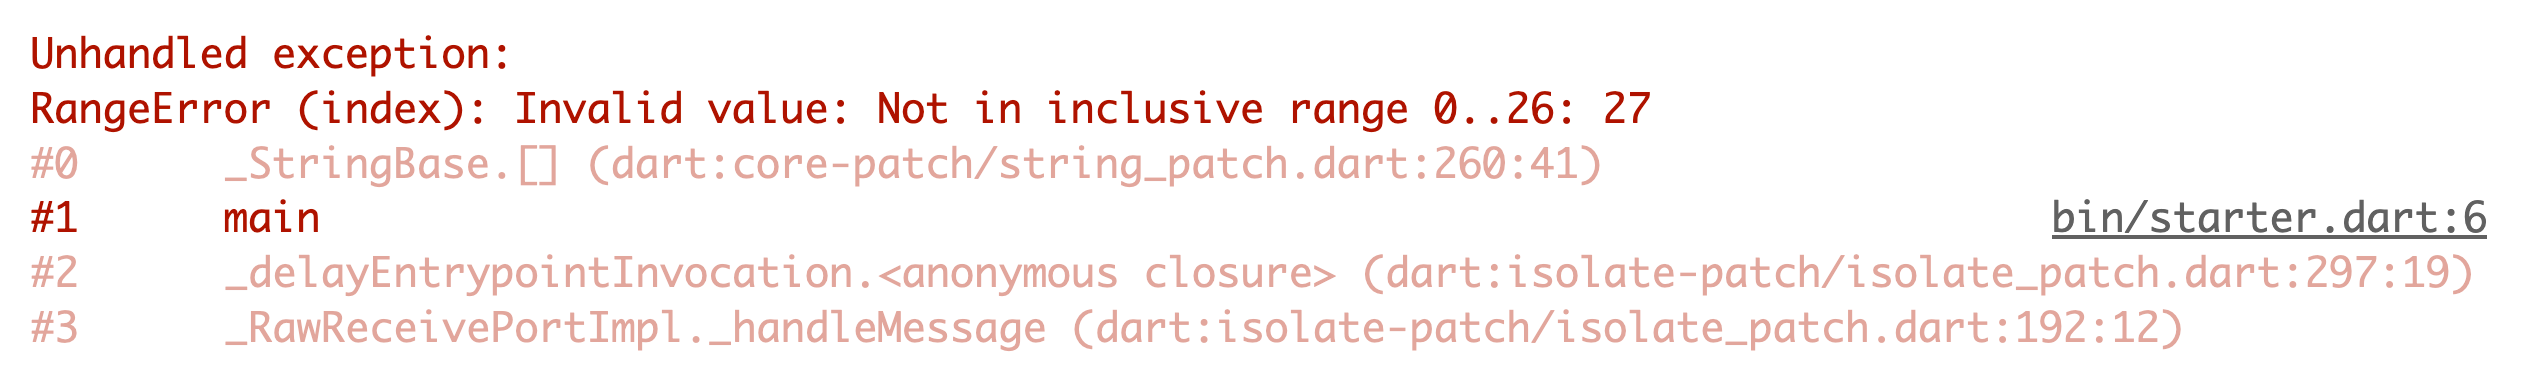 Unhandled exception:
RangeError (index): Invalid value: Not in inclusive range 0..26: 27
#0      _StringBase.[] (dart:core-patch/string_patch.dart:260:41)
#1      main                                                                       bin/starter.dart:6
#2      _delayEntrypointInvocation.<anonymous closure> (dart:isolate-patch/isolate_patch.dart:297:19)
#3      _RawReceivePortImpl._handleMessage (dart:isolate-patch/isolate_patch.dart:192:12)